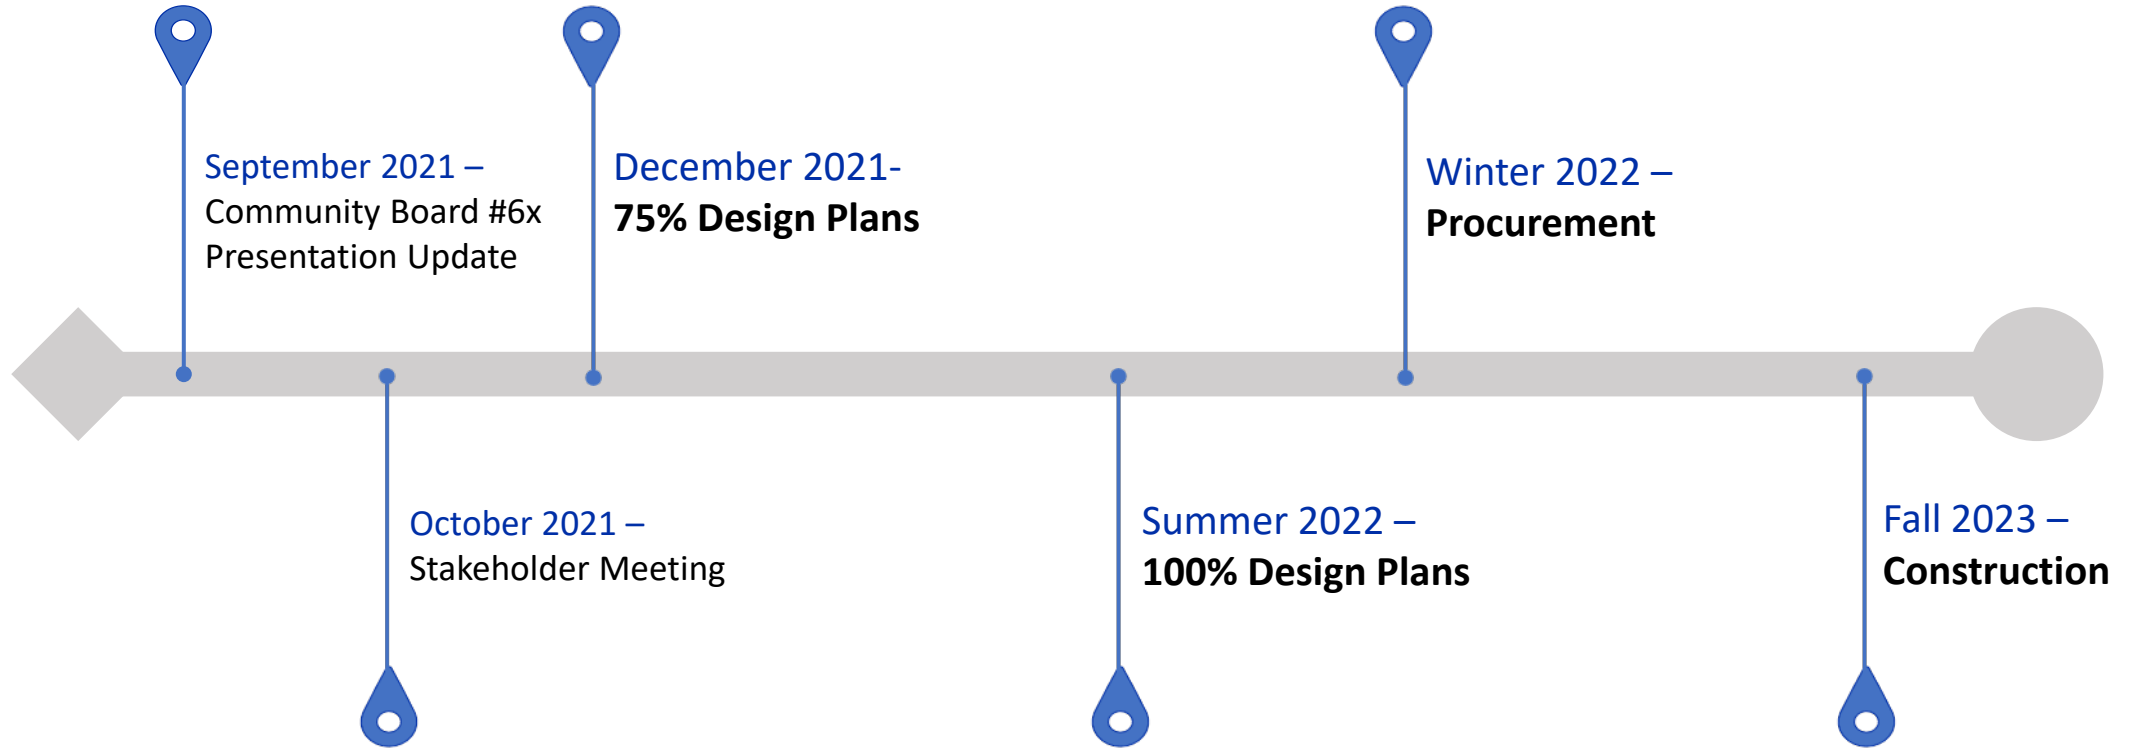 September 2021 –
Community Board #6x
Presentation Update
October 2021 –
Stakeholder Meeting
December 2021-
75% Design Plans
Summer 2022 –
100% Design Plans
Winter 2022 –
Procurement
Fall 2023 –
Construction